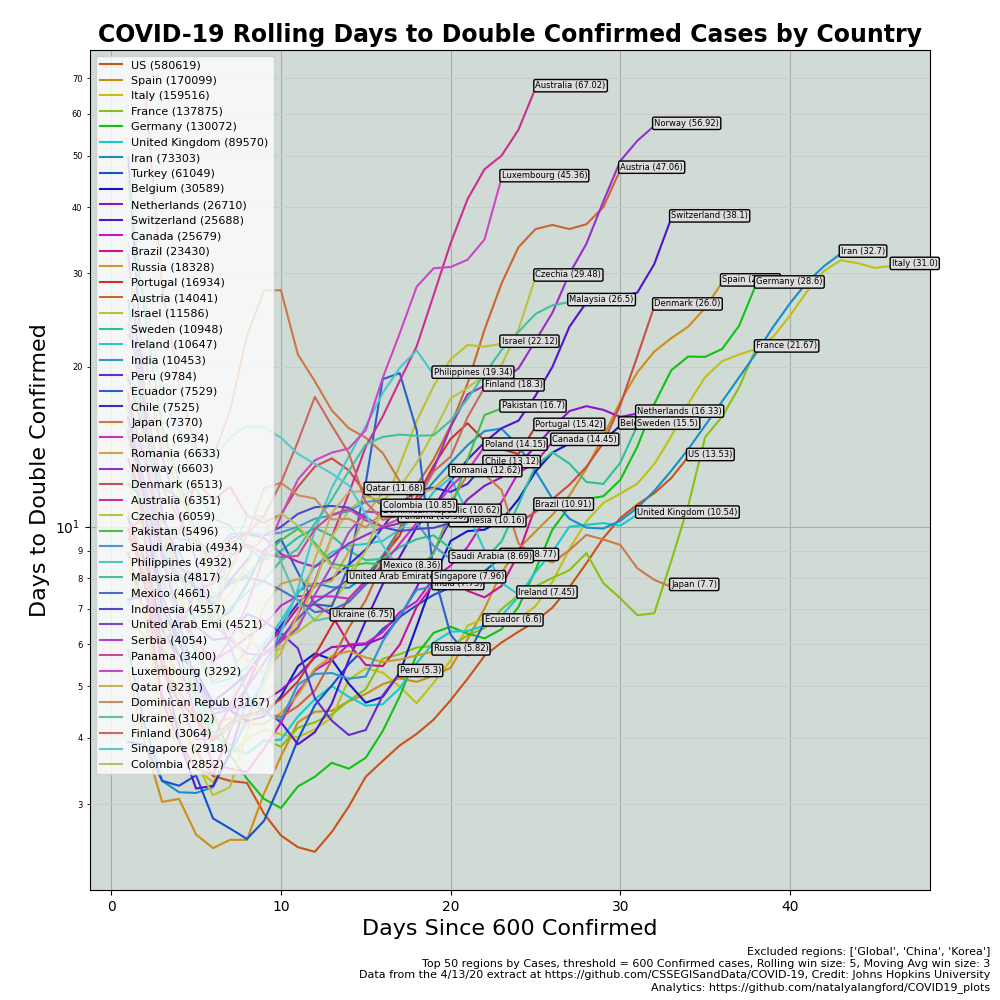 COVID-19 Rolling Days to Double Confirmed Cases by Country
US (580619)
Spain (170099)
Italy (159516)
France (137875)
Germany (130072)
United Kingdom (89570)
Iran (73303)
Turkey (61049)
Belgium (30589)
Netherlands (26710)
Switzerland (25688)
Canada (25679)
Brazil (23430)
Russia (18328)
Portugal (16934)
Austria (14041)
Israel (11586)
Sweden (10948)
Ireland (10647)
India (10453)
Peru (9784)
Ecuador (7529)
Chile (7525)
Japan (7370)
Poland (6934)
Romania (6633)
Norway (6603)
Denmark (6513)
Australia (6351)
Czechia (6059)
Pakistan (5496)
Saudi Arabia (4934)
Philippines (4932)
Malaysia (4817)
Mexico (4661)
Indonesia (4557)
United Arab Emi (4521)
Serbia (4054)
Panama (3400)
Luxembourg (3292)
Qatar (3231)
Dominican Repub (3167)
Ukraine (3102)
Finland (3064)
Singapore (2918)
Colombia (2852)
Australia (67.02)
Norway (56.92)
Austria (47.06)
Luxembourg (45.36)
Switzerland (38.1)
Iran (32.7)
Italy (31.0)
Czechia (29.48)
Spain
Germany (28.6)
Malaysia (26.5)
Denmark (26.0)
Israel (22.12)
France (21.67)
Philippines (19.34)
Finland (18.3)
Pakistan (16.7)
Netherlands (16.33)
Portugal (15.42)
Sweden (15.5)
Canada (14.45)
Poland (14.15)
US (13.53)
Chile (13.12)
Romania (12.62)
Qatar (11.68)
Brazil (10.91)
Colombia (10.85)
(10.62)
United Kingdom (10.54)
(10.16)
Saudi Arabia (8.69)
8.77)
Mexico (8.36)
United Arab
Singapore (7.96)
Japan (7.7)
Ireland (7.45)
Ukraine (6.75)
Ecuador (6.6)
Russia (5.82)
Peru (5.3)
70
60
50
40
30
20
10¹
9
8
7
6
5
4
3
Days to Double Confirmed
0 10 20 30 40
Days Since 600 Confirmed
Excluded regions: ['Global', 'China', 'Korea']
Top 50 regions by Cases, threshold = 600 Confirmed cases, Rolling win size: 5, Moving Avg win size: 3
Data from the 4/13/20 extract at https://github.com/CSSEGISandData/COVID-19, Credit: Johns Hopkins University
Analytics: https://github.com/natalyalangford/COVID19_plots